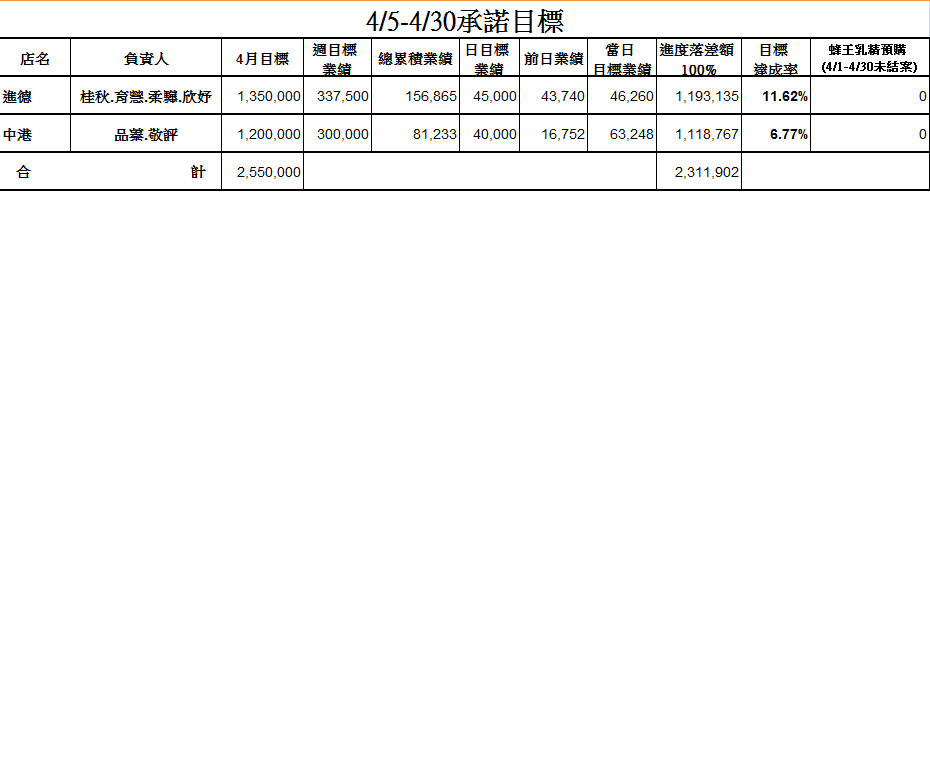 4/5-4/30承諾目標
店名 負責人 4月目標 週目標業績 總累積業績 日目標業績 前日業績 當日目標業績 進度落差額100% 目標達成率 蜂王乳精預購(4/1-4/30未結案)
進德 桂秋.育慧.柔驊.欣妤 1,350,000 337,500 156,865 45,000 43,740 46,260 1,193,135 11.62% 0
中港 品蓁.敬評 1,200,000 300,000 81,233 40,000 16,752 63,248 1,118,767 6.77% 0
合 計 2,550,000 2,311,902